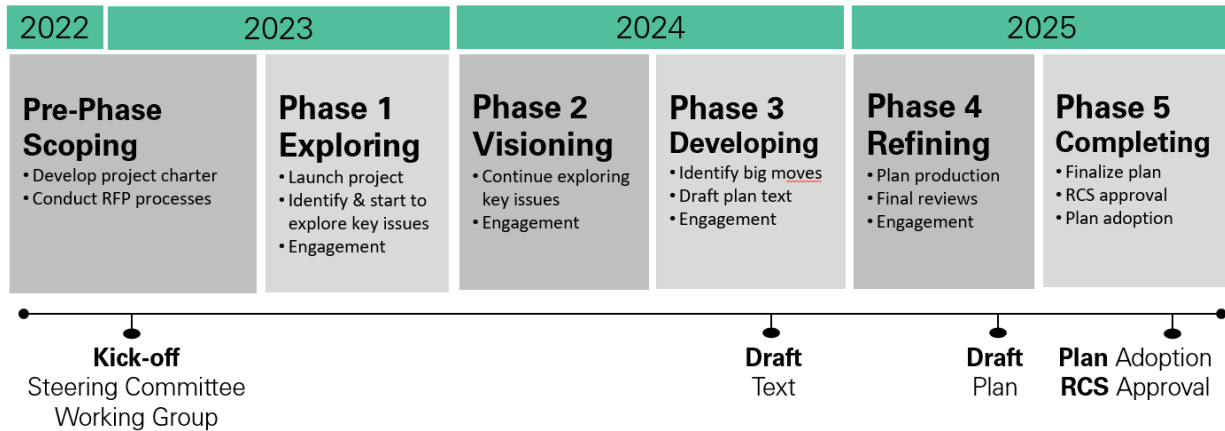 2022
2023
2024
2025
Pre-Phase
Scoping
• Develop project charter
• Conduct RFP processes
Phase 1
Exploring
• Launch project
• Identify & start to
explore key issues
• Engagement
Phase 2
Visioning
• Continue exploring
key issues
• Engagement
Phase 3
Developing
• Identify big moves
• Draft plan text
• Engagement
Phase 4
Refining
• Plan production
• Final reviews
• Engagement
Phase 5
Completing
• Finalize plan
• RCS approval
• Plan adoption
Kick-off
Steering Committee
Working Group
Draft
Text
Draft
Plan
Plan Adoption
RCS Approval